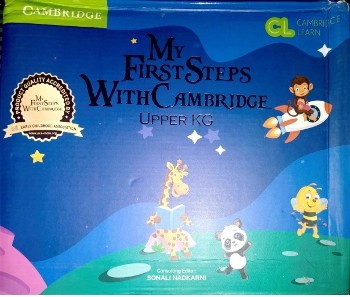 CAMBRIDGE
CL CAMBRIDGE
LEARN
MY
FIRST STEPS
WITH CAMBRIDGE
UPPER KG
PRODUCT QUALITY ACCREDITED BY
MY
FIRST STEPS
WITH CAMBRIDGE
EARLY CHILDHOOD ASSOCIATION
Consulting Editor:
SONALI NADKARNI